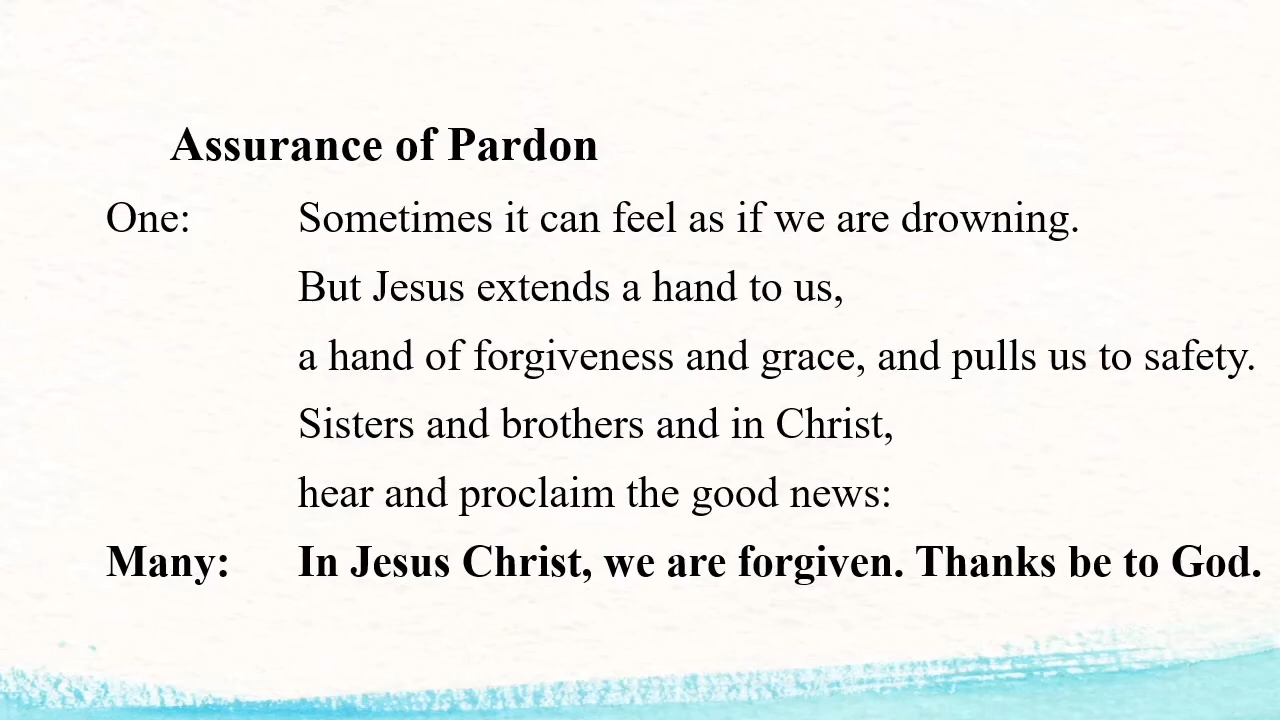 Assurance of Pardon
One: Sometimes it can feel as if we are drowning.
But Jesus extends a hand to us,
a hand of forgiveness and grace, and pulls us to safety.
Sisters and brothers and in Christ,
hear and proclaim the good news:
Many: In Jesus Christ, we are forgiven. Thanks be to God.